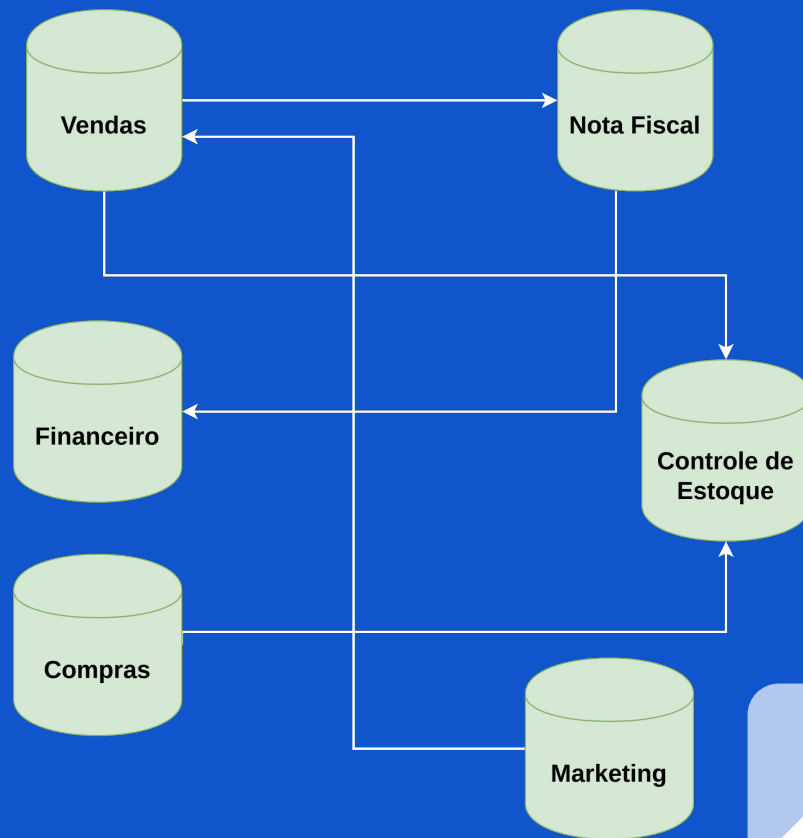 Vendas
Nota Fiscal
Financeiro
Controle de
Estoque
Compras
Marketing